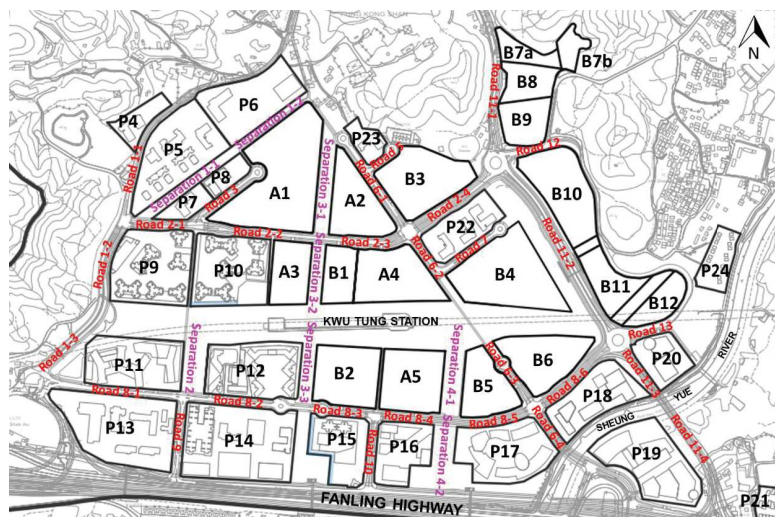 B7a
B7b
B8
Road 11-1
B9
N
P6
P4
P5
Separation 1-2
Road 1-1
P23
Road 6
Road 12
Separation 1-1
P8
Road 3
P7
A1
Separation 3-1
A2
Road 6-1
B3
Road 2-4
B10
Road 2-1
Road 2-2
Road 2-3
P22
Road 7
Road 6-2
Road 11-2
Road 1-2
P9
P10
A3
B1
A4
B4
P24
Separation 3-2
B11
B12
KWU TUNG STATION
Road 1-3
Separation 2
Separation 3-3
Separation 4-1
Road 13
RIVER
P11
P12
B2
A5
B5
Road 6-3
B6
Road 8-6
P20
Road 11-3
YUE
SHEUNG
Road 8-1
Road 8-2
Road 8-3
Road 8-4
Road 8-5
Road 6-4
P18
P13
Road 9
P14
P15
Road 10
P16
Separation 4-2
P17
P19
Road 11-4
P21
FANLING HIGHWAY